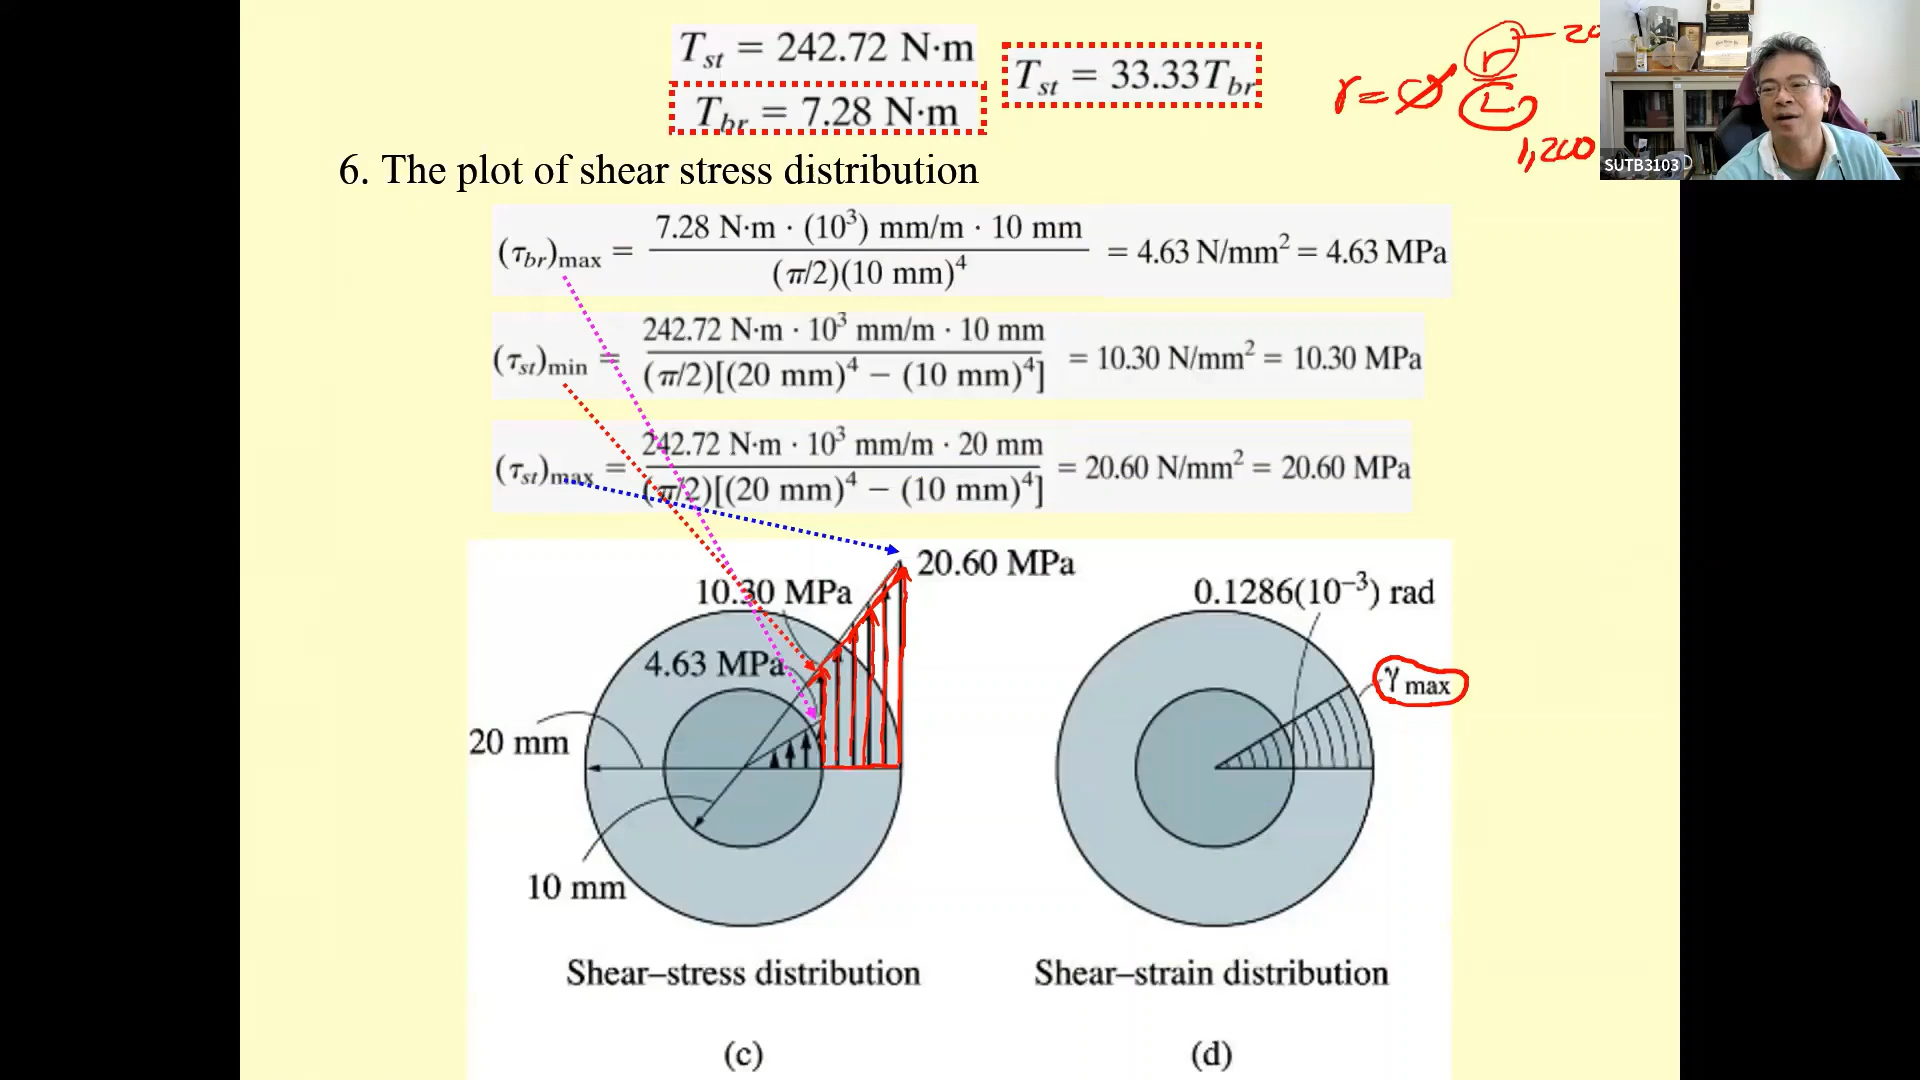 T_st = 242.72 N·m
T_br = 7.28 N·m
T_st = 33.33T_br
γ = ∅ r/L
20
1,200
SUTB3103
6. The plot of shear stress distribution
(τ_br)_max = 7.28 N·m · (10³) mm/m · 10 mm / (π/2)(10 mm)⁴ = 4.63 N/mm² = 4.63 MPa
(τ_st)_min = 242.72 N·m · 10³ mm/m · 10 mm / (π/2)[(20 mm)⁴ − (10 mm)⁴] = 10.30 N/mm² = 10.30 MPa
(τ_st)_max = 242.72 N·m · 10³ mm/m · 20 mm / (π/2)[(20 mm)⁴ − (10 mm)⁴] = 20.60 N/mm² = 20.60 MPa
20.60 MPa
10.30 MPa
4.63 MPa
20 mm
10 mm
Shear–stress distribution
(c)
0.1286(10⁻³) rad
γ_max
Shear–strain distribution
(d)